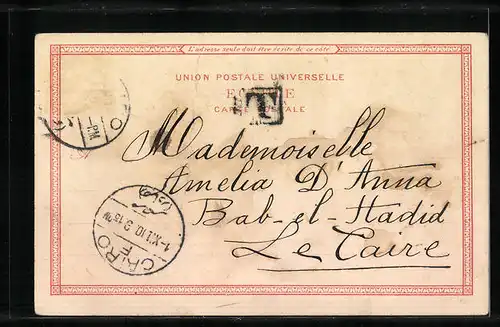 L'adresse seule doit être écrite de ce côté.
UNION POSTALE UNIVERSELLE
CARTE POSTALE
T
PM
Mademoiselle
Amelia D'Anna
Bab-el-Hadid
Le Caire
CAIRO